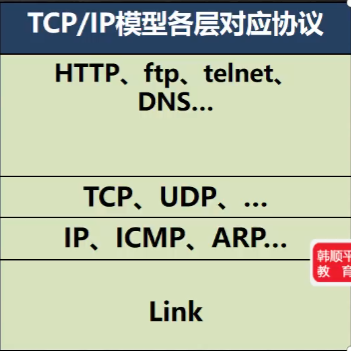 TCP/IP模型各层对应协议
HTTP、ftp、telnet、
DNS...
TCP、UDP、...
IP、ICMP、ARP...
韩顺平
教 育
Link